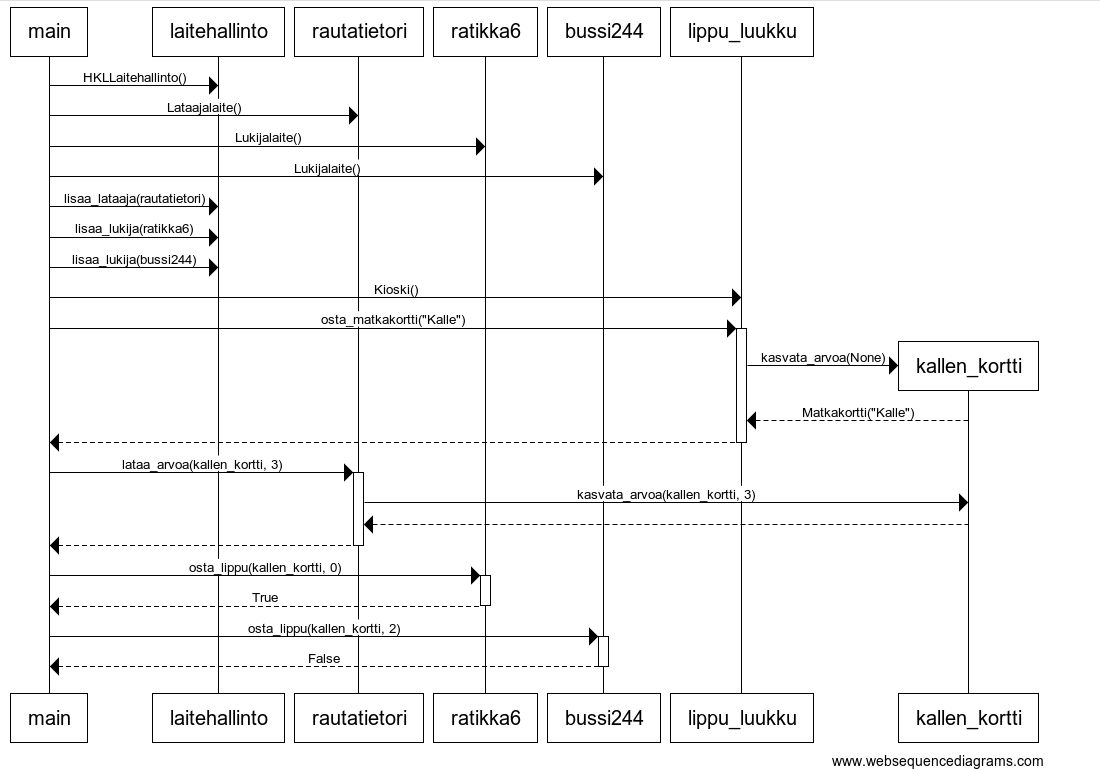 main laitehallinto rautatietori ratikka6 bussi244 lippu_luukku
HKLLaitehallinto()
Lataajalaite()
Lukijalaite()
Lukijalaite()
lisaa_lataaja(rautatietori)
lisaa_lukija(ratikka6)
lisaa_lukija(bussi244)
Kioski()
osta_matkakortti("Kalle")
kasvata_arvoa(None)
kallen_kortti
Matkakortti("Kalle")
lataa_arvoa(kallen_kortti, 3)
kasvata_arvoa(kallen_kortti, 3)
osta_lippu(kallen_kortti, 0)
True
osta_lippu(kallen_kortti, 2)
False
main laitehallinto rautatietori ratikka6 bussi244 lippu_luukku kallen_kortti
www.websequencediagrams.com